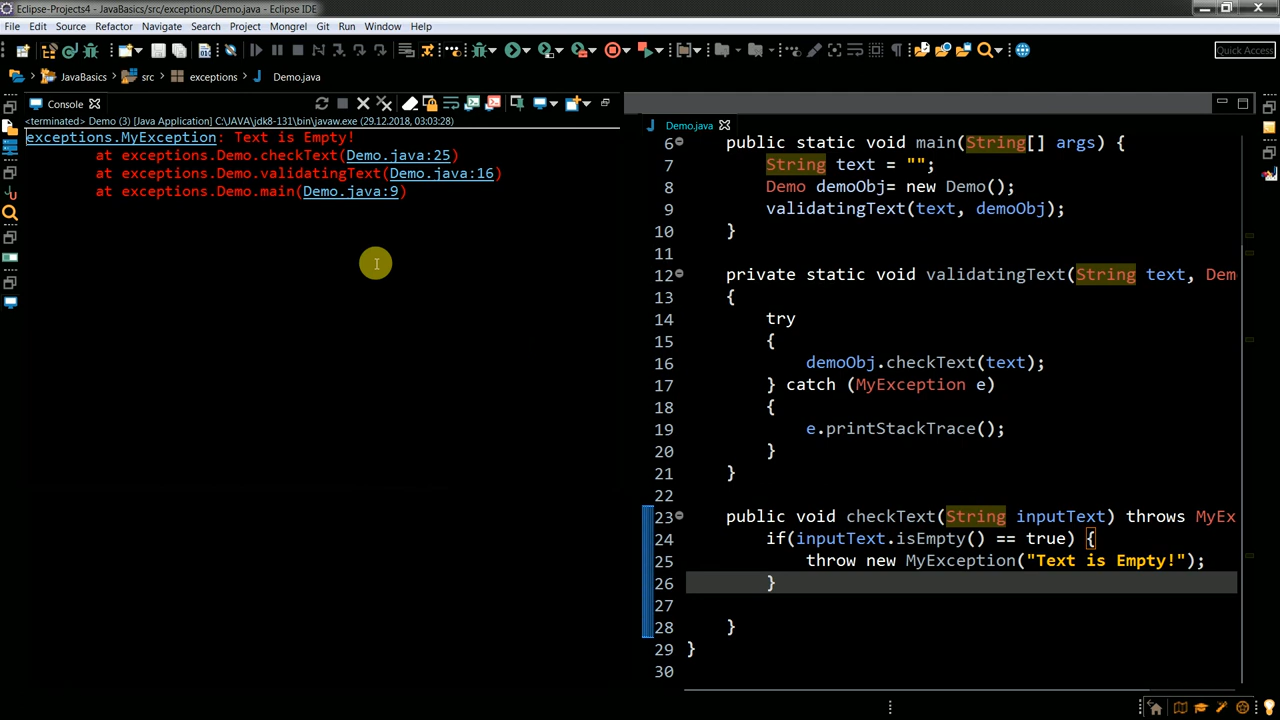 Eclipse-Projects4 - JavaBasics/src/exceptions/Demo.java - Eclipse IDE
File Edit Source Refactor Navigate Search Project Mongrel Git Run Window Help
Quick Access
JavaBasics src exceptions Demo.java
Console
<terminated> Demo (3) [Java Application] C:\JAVA\jdk8-131\bin\javaw.exe (29.12.2018, 03:03:28)
exceptions.MyException: Text is Empty!
at exceptions.Demo.checkText(Demo.java:25)
at exceptions.Demo.validatingText(Demo.java:16)
at exceptions.Demo.main(Demo.java:9)
Demo.java
6 public static void main(String[] args) {
7 String text = "";
8 Demo demoObj= new Demo();
9 validatingText(text, demoObj);
10 }
11
12 private static void validatingText(String text, Dem
13 {
14 try
15 {
16 demoObj.checkText(text);
17 } catch (MyException e)
18 {
19 e.printStackTrace();
20 }
21 }
22
23 public void checkText(String inputText) throws MyEx
24 if(inputText.isEmpty() == true) {
25 throw new MyException("Text is Empty!");
26 }
27
28 }
29 }
30